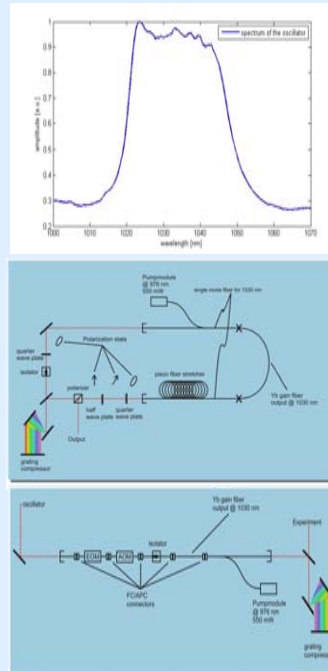 spectrum of the oscillator
amplitude [a.u.]
1
0.9
0.8
0.7
0.6
0.5
0.4
0.3
0.2
1000
1010
1020
1030
1040
1050
1060
1070
wavelength [nm]
Pumpmodule
@ 976 nm
550 mW
single mode fiber for 1030 nm
quarter
wave plate
isolator
Polarization state
polarizer
half
wave plate
quarter
wave plate
piezo fiber stretcher
Yb gain fiber
output @ 1030 nm
Output
grating
compressor
oscillator
EOM
AOM
isolator
Yb gain fiber
output @ 1030 nm
Experiment
FC/APC
connectors
Pumpmodule
@ 976 nm
550 mW
grating